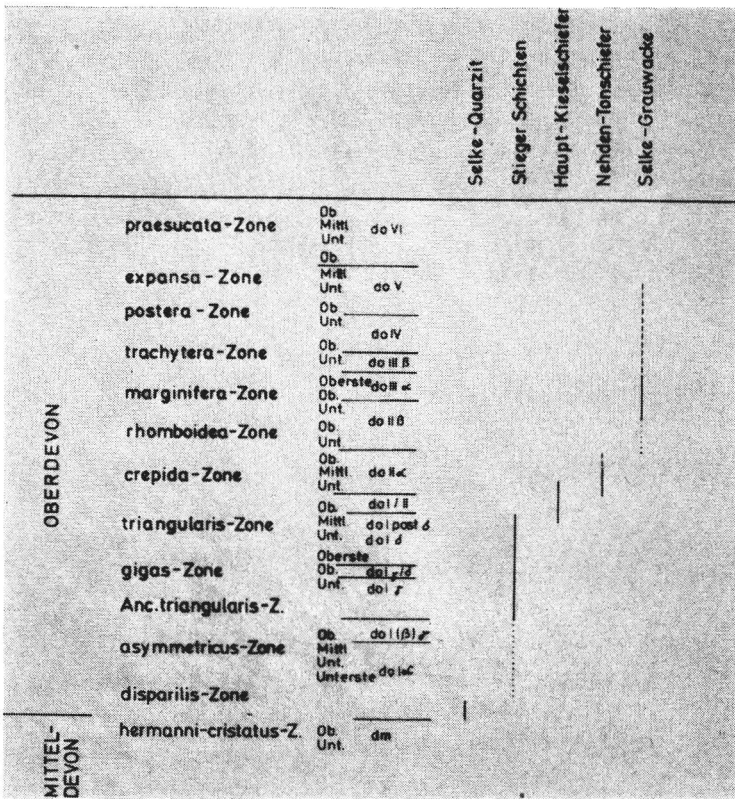 Selke-Quarzit
Stieger Schichten
Haupt-Kieselschiefer
Nehden-Tonschiefer
Selke-Grauwacke
OBERDEVON
praesucata-Zone
Ob.
Mittl.
Unt.
do VI
expansa-Zone
Ob.
Mittl
Unt
do V
postera-Zone
Ob.
Unt.
do IV
trachytera-Zone
Ob.
Unt.
do III ß
marginifera-Zone
Oberste
do III α
Ob.
Unt.
do II ß
rhomboidea-Zone
Ob.
Unt
crepida-Zone
Ob.
Mittl
Unt
do II α
triangularis-Zone
Ob.
do I / II
Mittl.
do I post δ
Unt.
do I δ
gigas-Zone
Oberste
Ob.
Unt.
do I
Anc.triangularis-Z.
asymmetricus-Zone
Ob.
do I (β)
Mittl
Unt.
Unterste
do I α
disparilis-Zone
MITTEL-
DEVON
hermanni-cristatus-Z.
Ob.
Unt.
dm